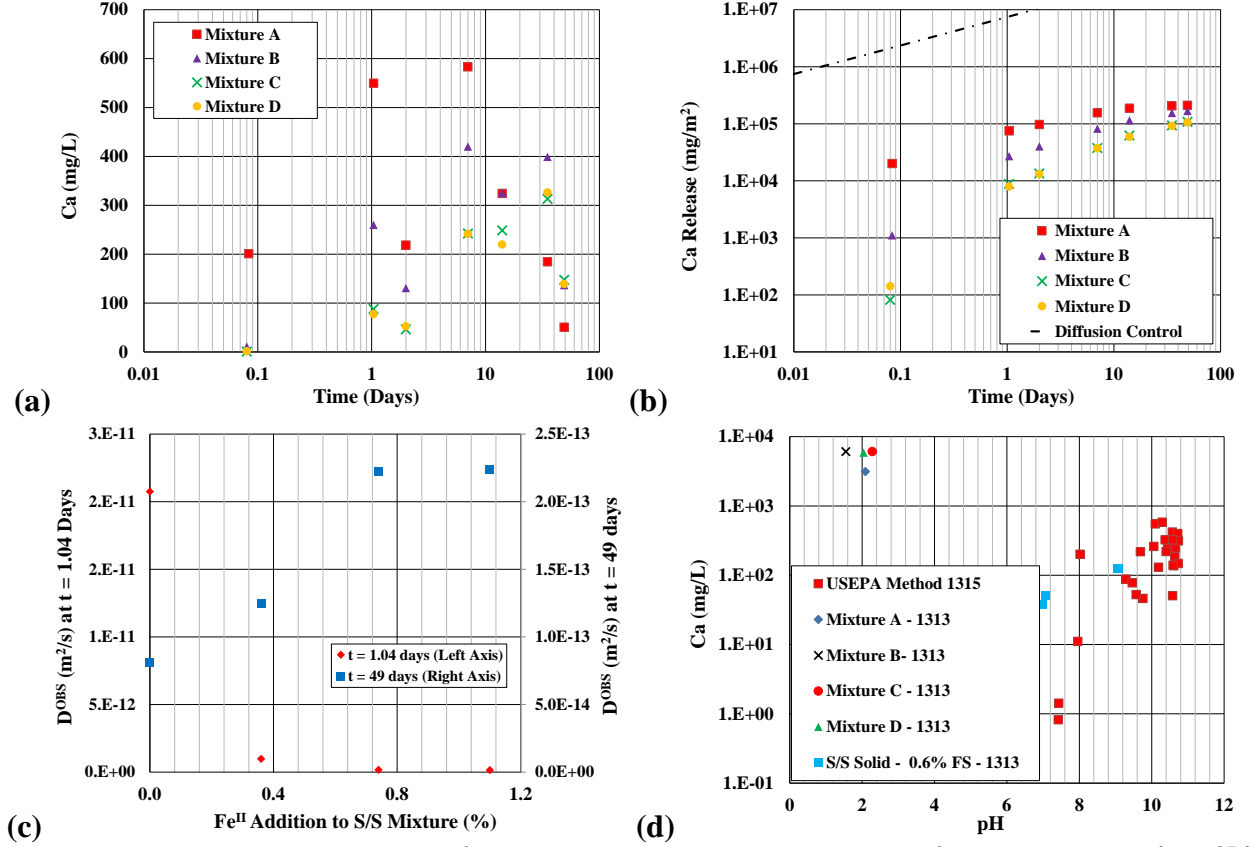 700
600
500
400
300
200
100
0
Ca (mg/L)
Mixture A
Mixture B
Mixture C
Mixture D
0.01
0.1
1
10
100
Time (Days)
(a)
1.E+07
1.E+06
1.E+05
1.E+04
1.E+03
1.E+02
1.E+01
Ca Release (mg/m2)
Mixture A
Mixture B
Mixture C
Mixture D
Diffusion Control
0.01
0.1
1
10
100
Time (Days)
(b)
3.E-11
2.E-11
2.E-11
1.E-11
5.E-12
0.E+00
DOBS (m2/s) at t = 1.04 Days
2.5E-13
2.0E-13
1.5E-13
1.0E-13
5.0E-14
0.0E+00
DOBS (m2/s) at t = 49 days
t = 1.04 days (Left Axis)
t = 49 days (Right Axis)
0.0
0.4
0.8
1.2
FeII Addition to S/S Mixture (%)
(c)
1.E+04
1.E+03
1.E+02
1.E+01
1.E+00
1.E-01
Ca (mg/L)
USEPA Method 1315
Mixture A - 1313
Mixture B- 1313
Mixture C - 1313
Mixture D - 1313
S/S Solid - 0.6% FS - 1313
0
2
4
6
8
10
12
pH
(d)